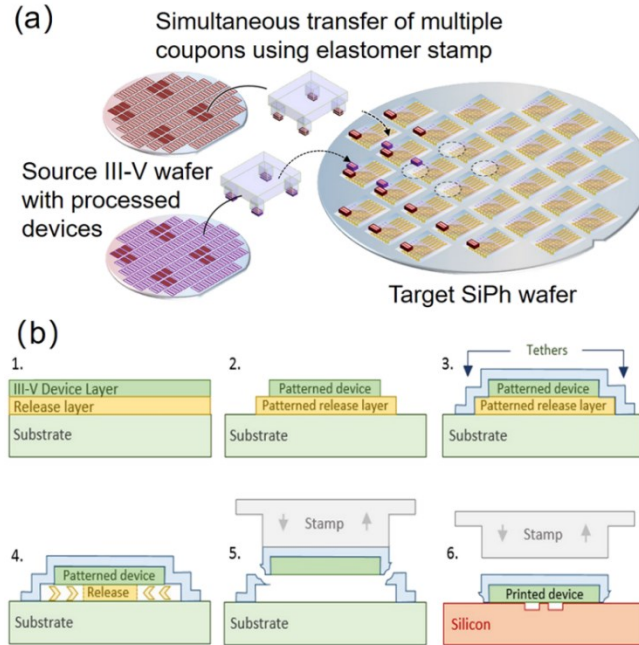 (a)
Simultaneous transfer of multiple
coupons using elastomer stamp
Source III-V wafer
with processed
devices
Target SiPh wafer
(b)
1.
III-V Device Layer
Release layer
Substrate
2.
Patterned device
Patterned release layer
Substrate
3.
Tethers
Patterned device
Patterned release layer
Substrate
4.
Patterned device
Release
Substrate
5.
Stamp
Substrate
6.
Stamp
Printed device
Silicon